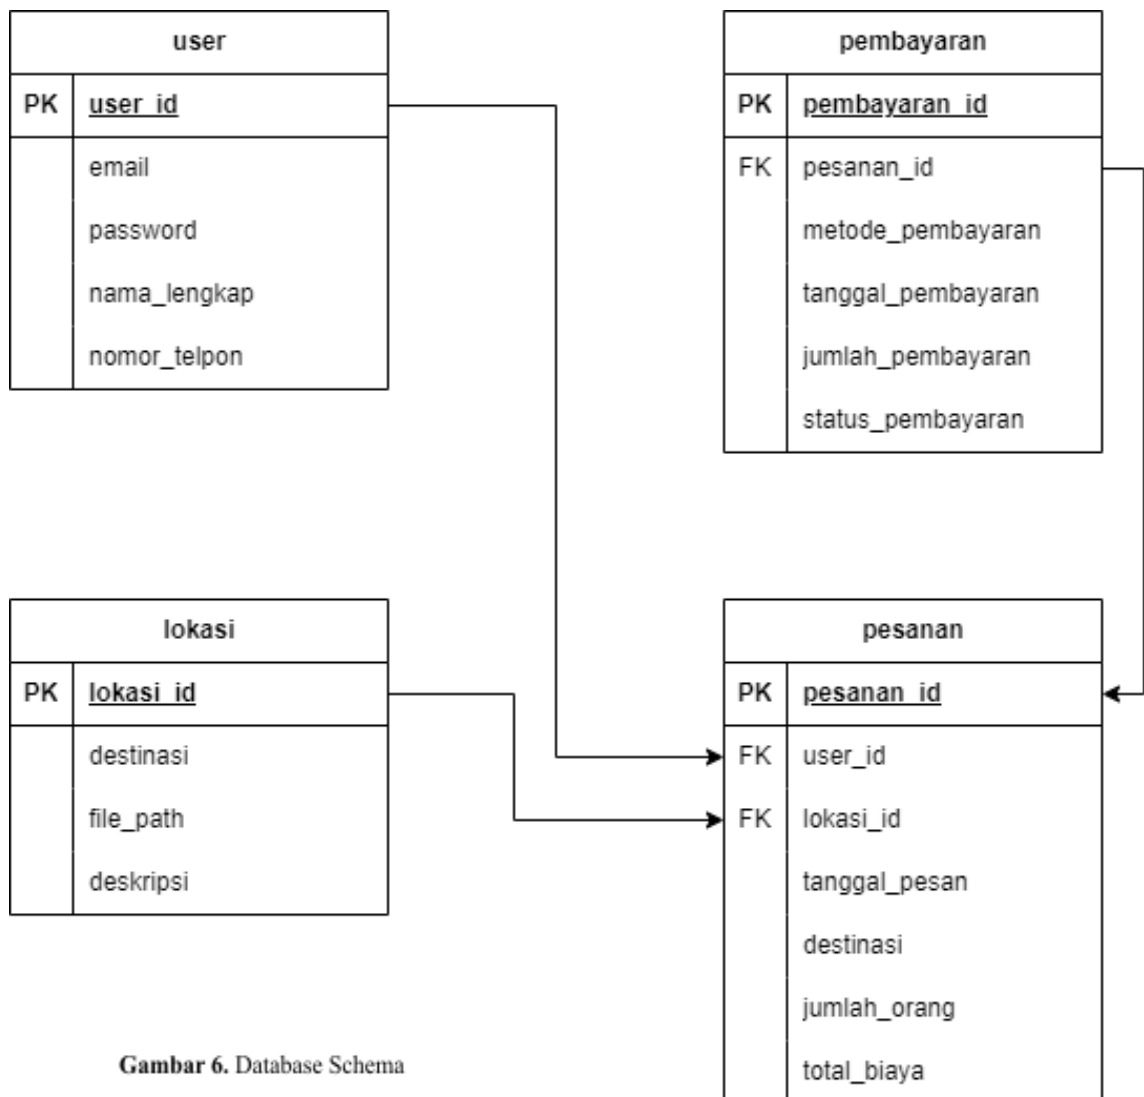 user
PK user_id
email
password
nama_lengkap
nomor_telpon
pembayaran
PK pembayaran_id
FK pesanan_id
metode_pembayaran
tanggal_pembayaran
jumlah_pembayaran
status_pembayaran
lokasi
PK lokasi_id
destinasi
file_path
deskripsi
pesanan
PK pesanan_id
FK user_id
FK lokasi_id
tanggal_pesan
destinasi
jumlah_orang
total_biaya
Gambar 6. Database Schema